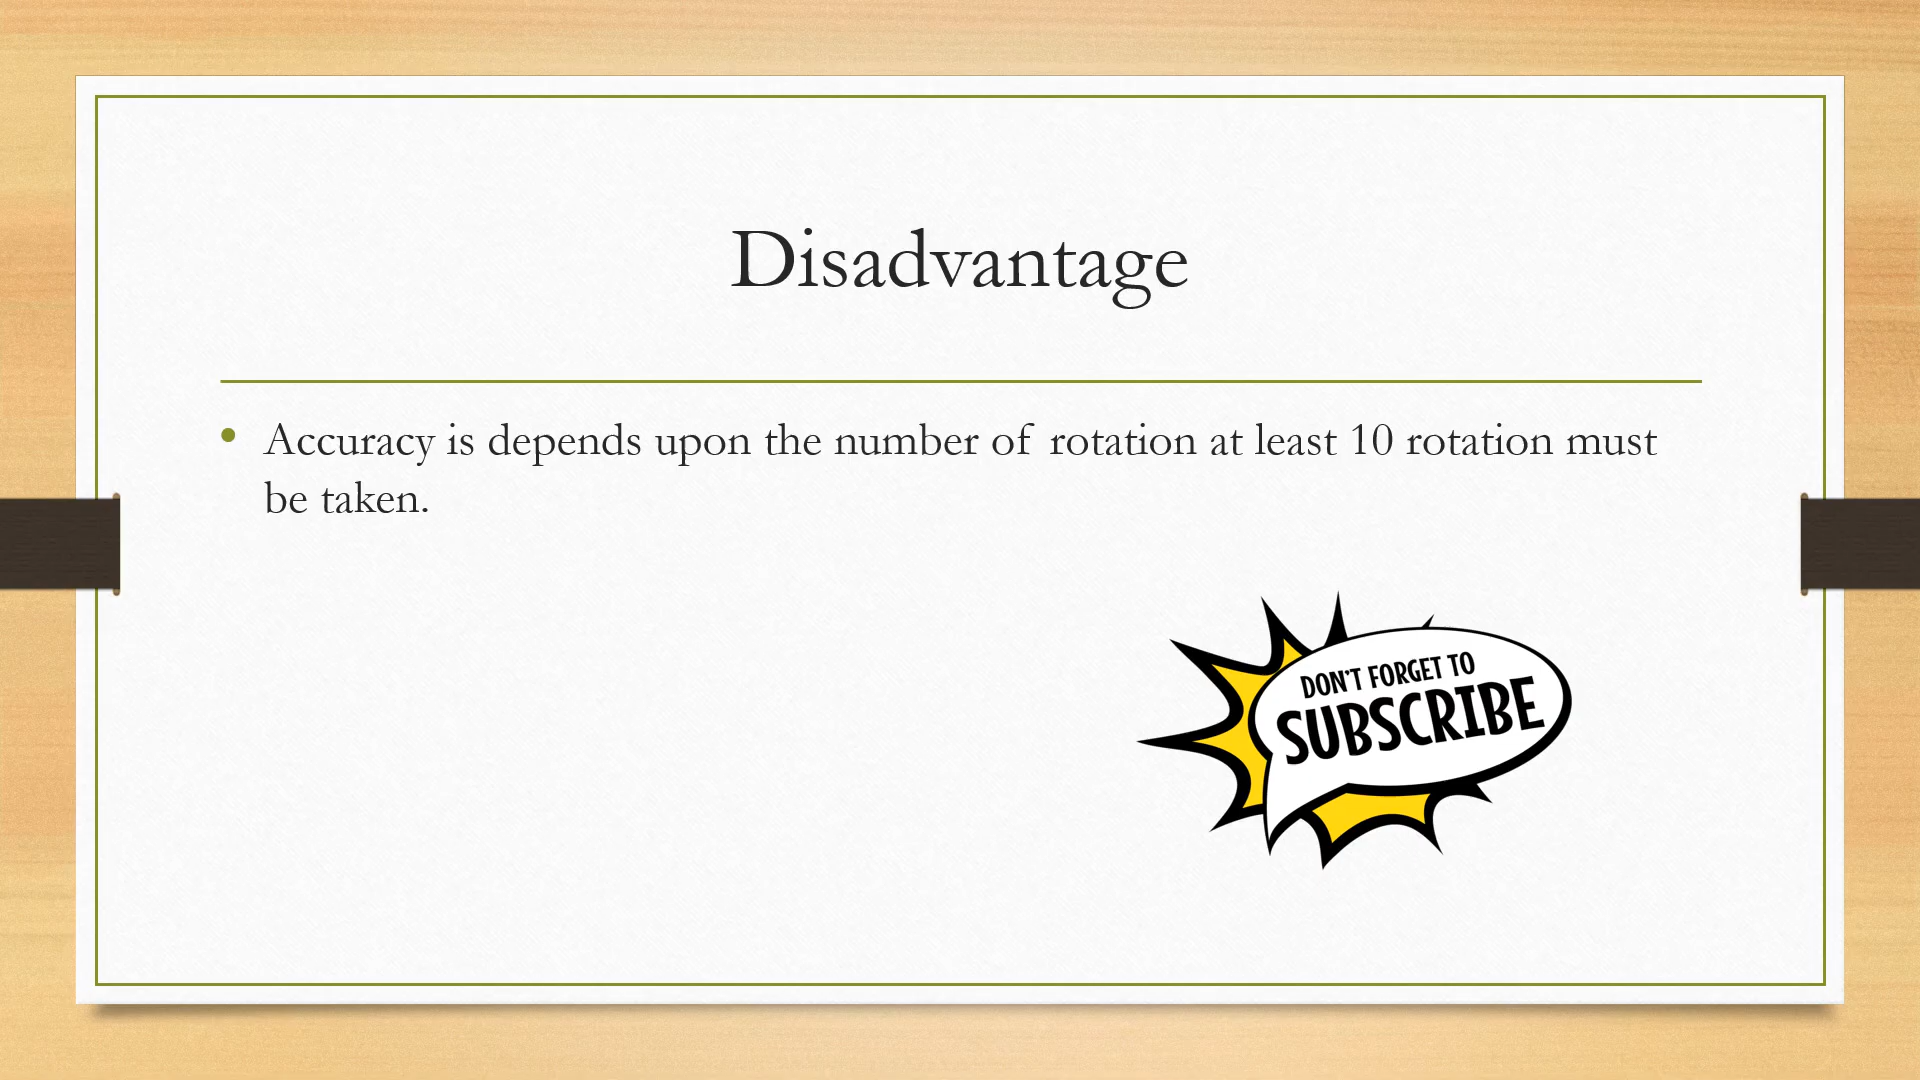 Disadvantage
• Accuracy is depends upon the number of rotation at least 10 rotation must
be taken.
DON'T FORGET TO
SUBSCRIBE